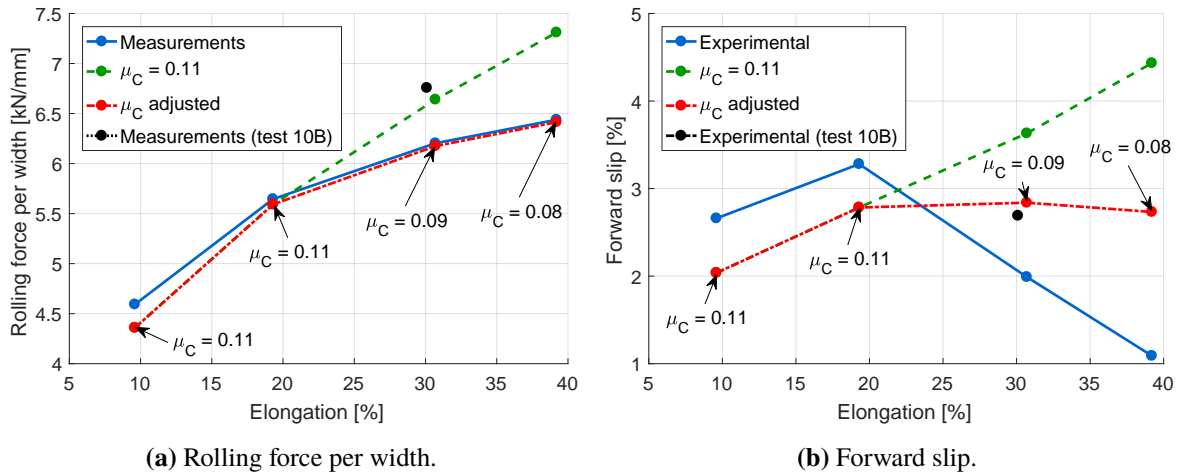 7.5
7
6.5
6
5.5
5
4.5
4
Rolling force per width [kN/mm]
Measurements
μC = 0.11
μC adjusted
Measurements (test 10B)
μC = 0.11
μC = 0.11
μC = 0.09
μC = 0.08
5 10 15 20 25 30 35 40
Elongation [%]
(a) Rolling force per width.
5
4
3
2
1
Forward slip [%]
Experimental
μC = 0.11
μC adjusted
Experimental (test 10B)
μC = 0.11
μC = 0.11
μC = 0.09
μC = 0.08
5 10 15 20 25 30 35 40
Elongation [%]
(b) Forward slip.